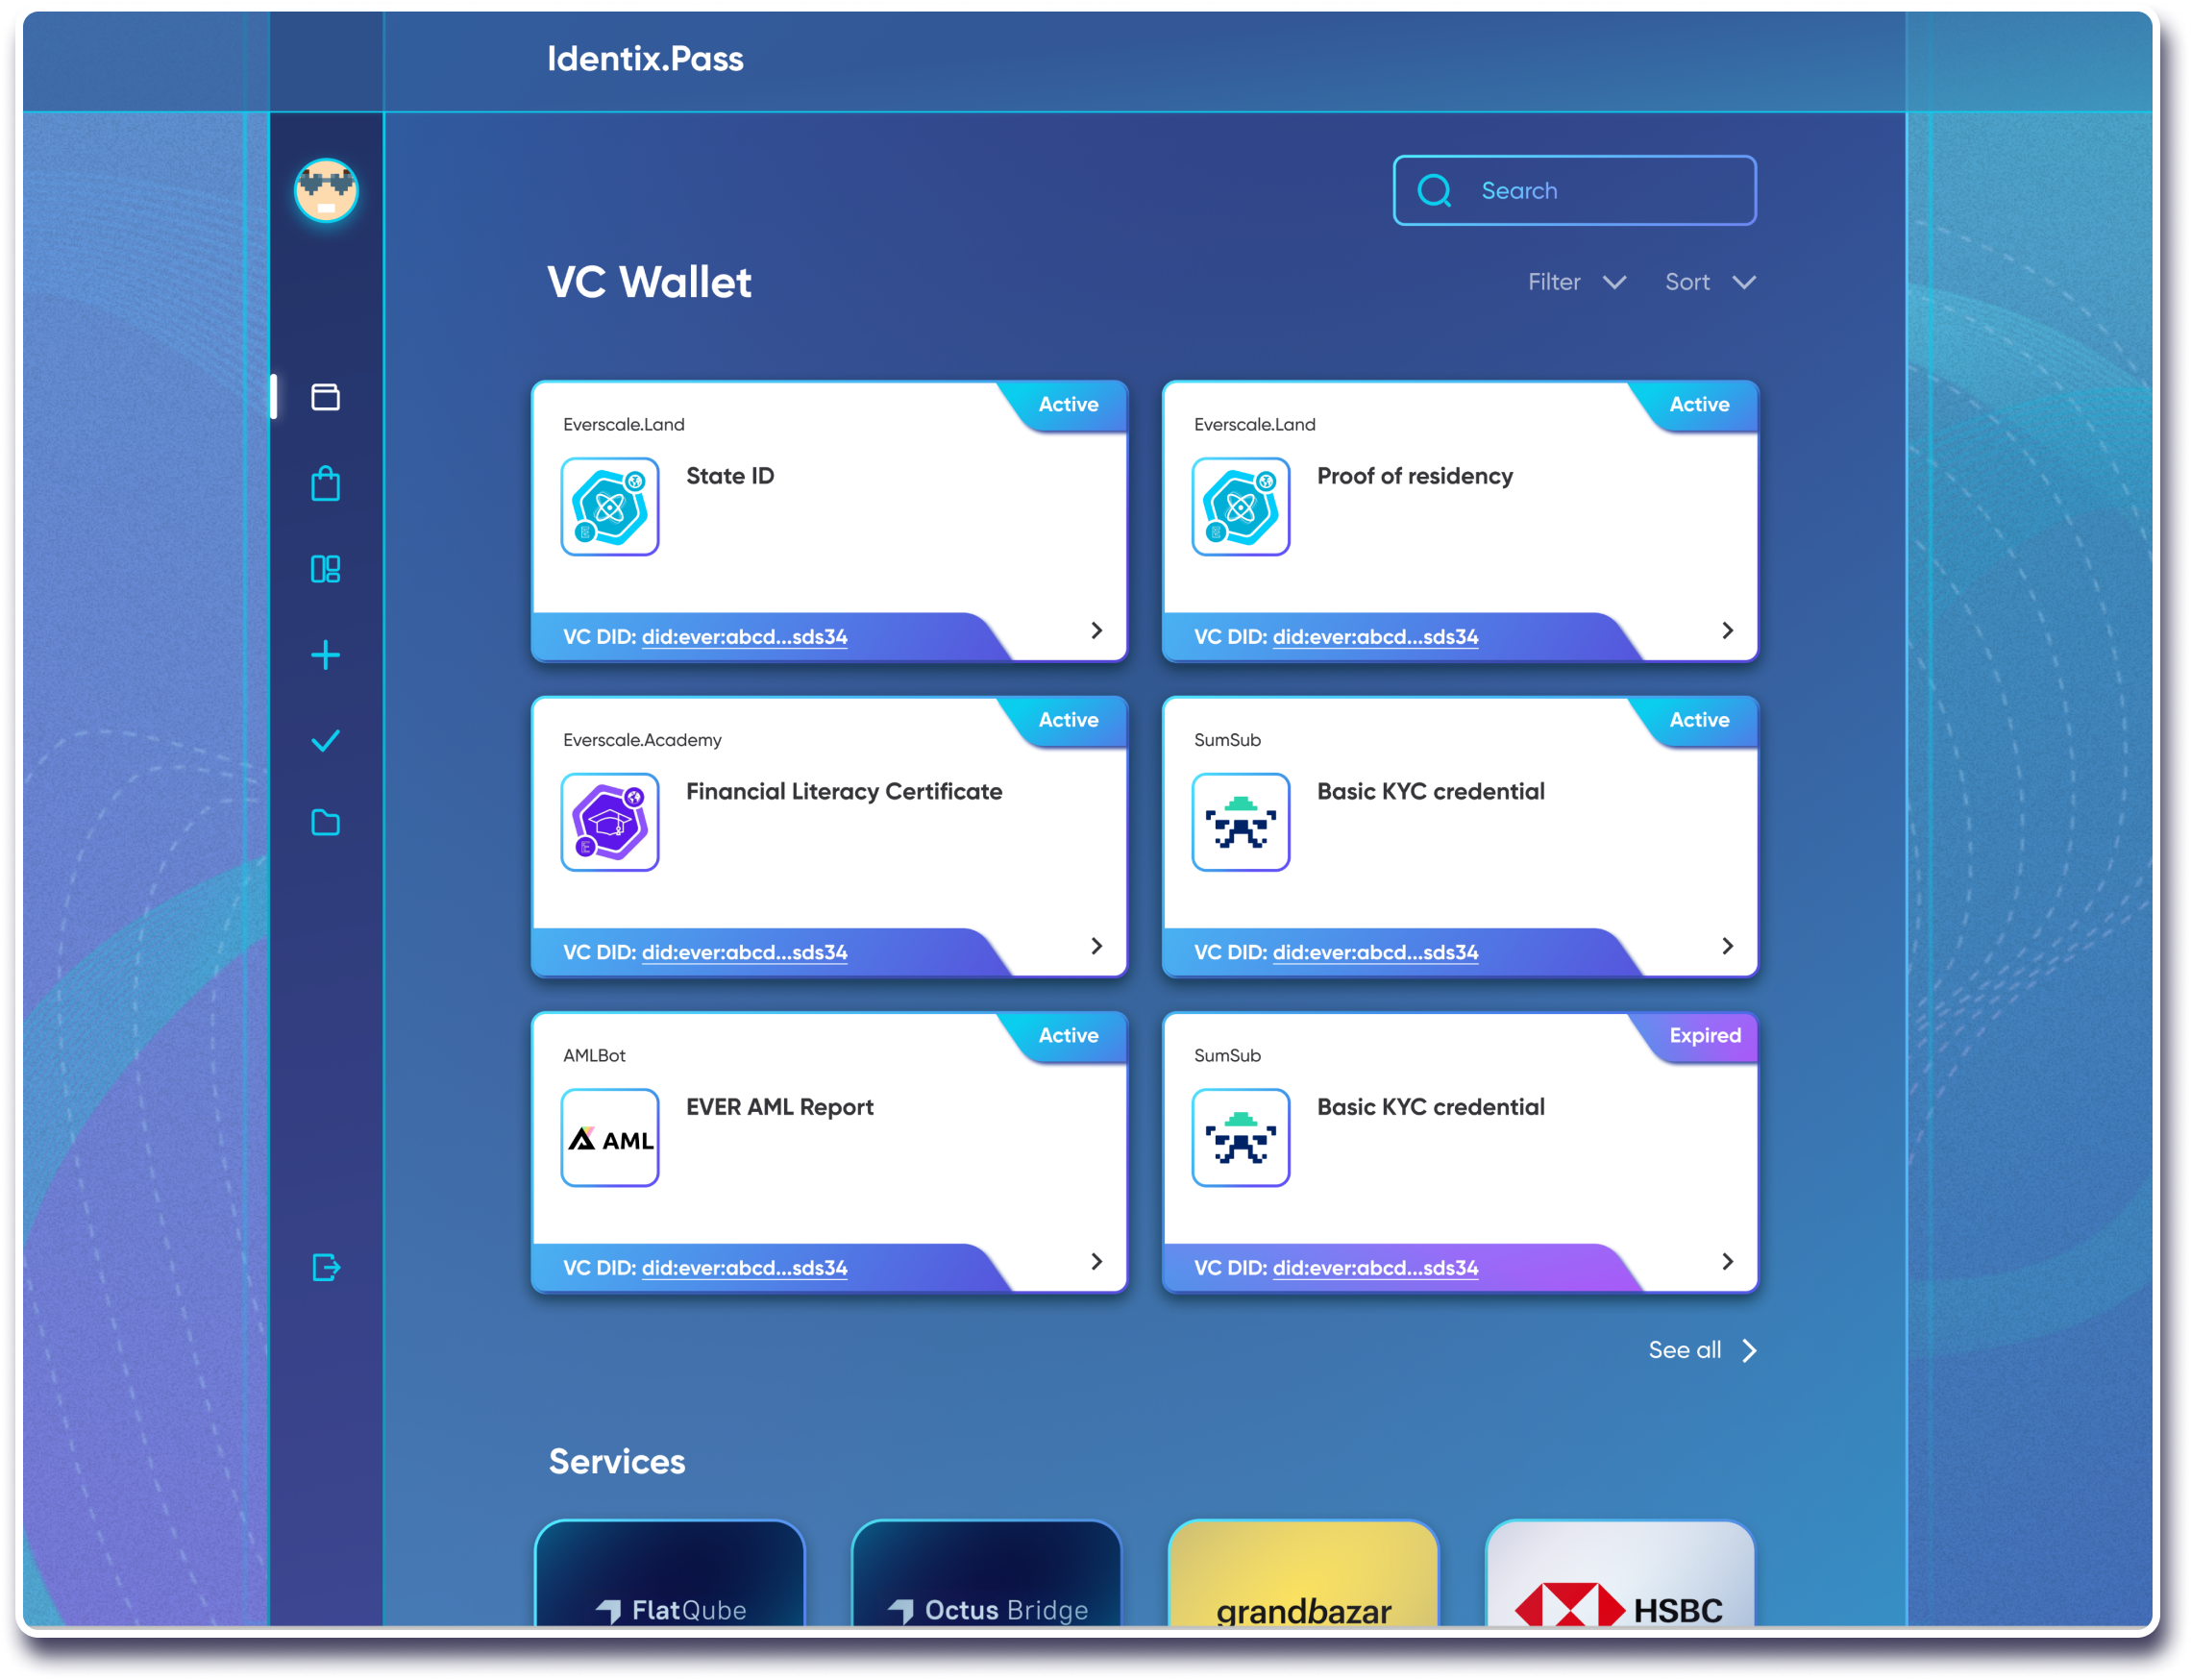 Identix.Pass
Search
VC Wallet
Filter
Sort
Active
Everscale.Land
State ID
VC DID: did:ever:abcd...sds34
Active
Everscale.Land
Proof of residency
VC DID: did:ever:abcd...sds34
Active
Everscale.Academy
Financial Literacy Certificate
VC DID: did:ever:abcd...sds34
Active
SumSub
Basic KYC credential
VC DID: did:ever:abcd...sds34
Active
AMLBot
AML
EVER AML Report
VC DID: did:ever:abcd...sds34
Expired
SumSub
Basic KYC credential
VC DID: did:ever:abcd...sds34
See all
Services
FlatQube
Octus Bridge
grandbazar
HSBC